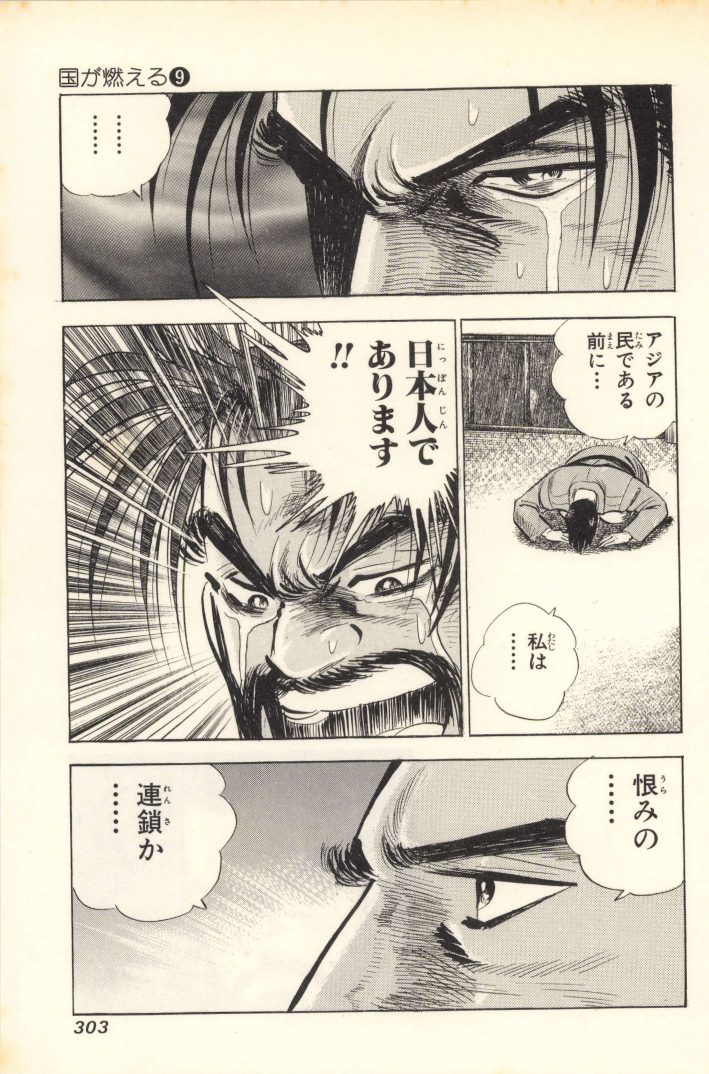 国が燃える❾
……
……
アジアの
民である
前に…
私は
……
日本人で
あります
!!
恨みの
……
連鎖か
……
303